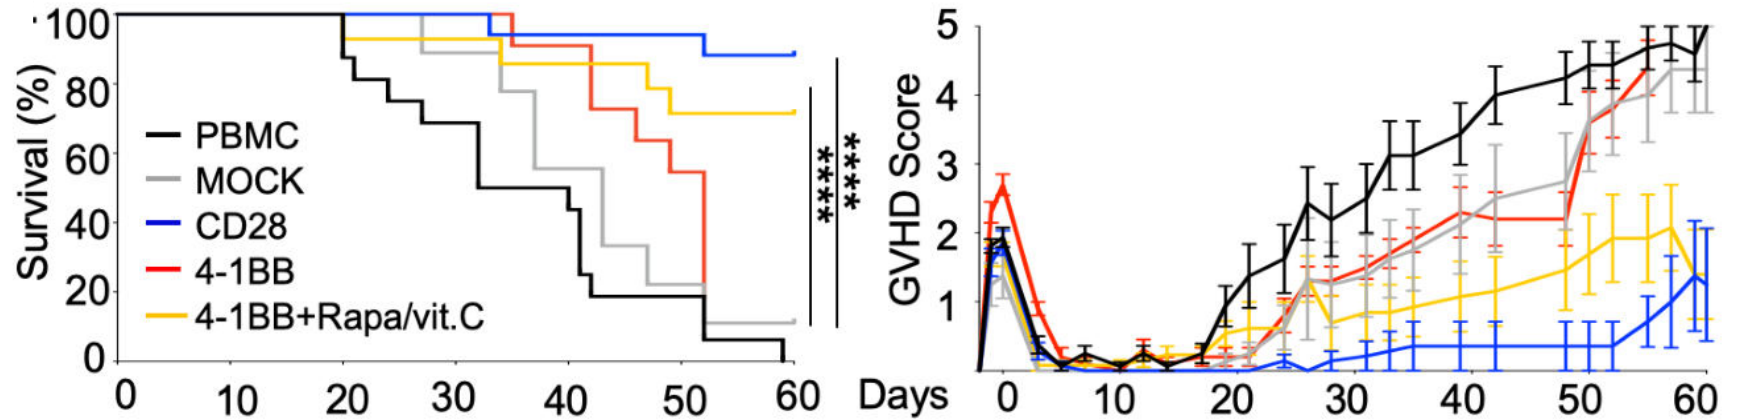 Survival (%)
100
80
60
40
20
0
PBMC
MOCK
CD28
4-1BB
4-1BB+Rapa/vit.C
0 10 20 30 40 50 60
****
****
Days
GVHD Score
5
4
3
2
1
0 10 20 30 40 50 60